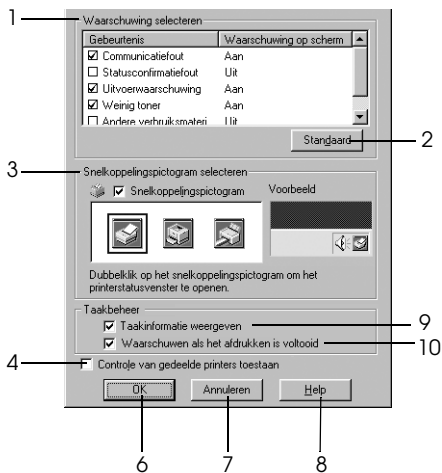 1 Waarschuwing selecteren
Gebeurtenis Waarschuwing op scherm
Communicatiefout Aan
Statusconfirmatiefout Uit
Uitvoerwaarschuwing Aan
Weinig toner Aan
Andere verbruiksmateri Uit
Standaard 2
3 Snelkoppelingspictogram selecteren
Snelkoppelingspictogram Voorbeeld
Dubbelklik op het snelkoppelingspictogram om het
printerstatusvenster te openen.
Taakbeheer
Taakinformatie weergeven 9
Waarschuwen als het afdrukken is voltooid 10
4 Controle van gedeelde printers toestaan
OK Annuleren Help
6 7 8